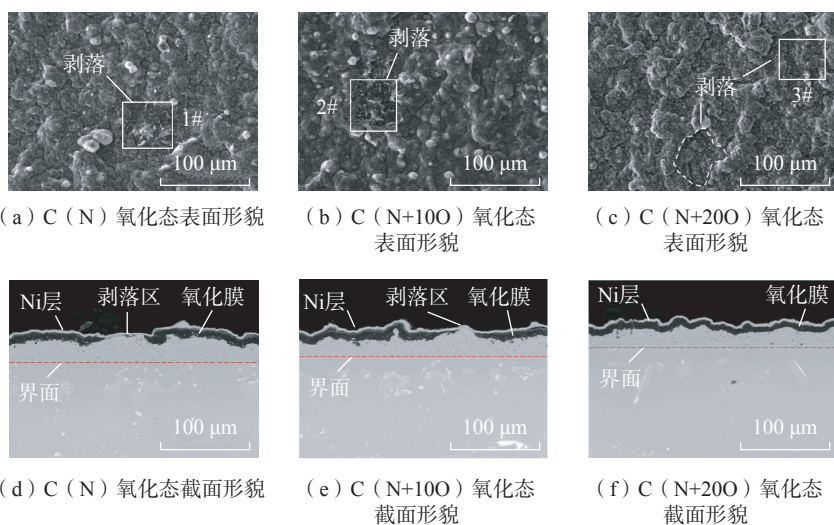 剥落
1#
100 μm
剥落
2#
100 μm
剥落
3#
100 μm
(a)C(N)氧化态表面形貌
(b)C(N+10O)氧化态
表面形貌
(c)C(N+20O)氧化态
表面形貌
Ni层 剥落区 氧化膜
界面
100 μm
Ni层 剥落区 氧化膜
界面
100 μm
Ni层 氧化膜
界面
100 μm
(d)C(N)氧化态截面形貌
(e)C(N+10O)氧化态
截面形貌
(f)C(N+20O)氧化态
截面形貌